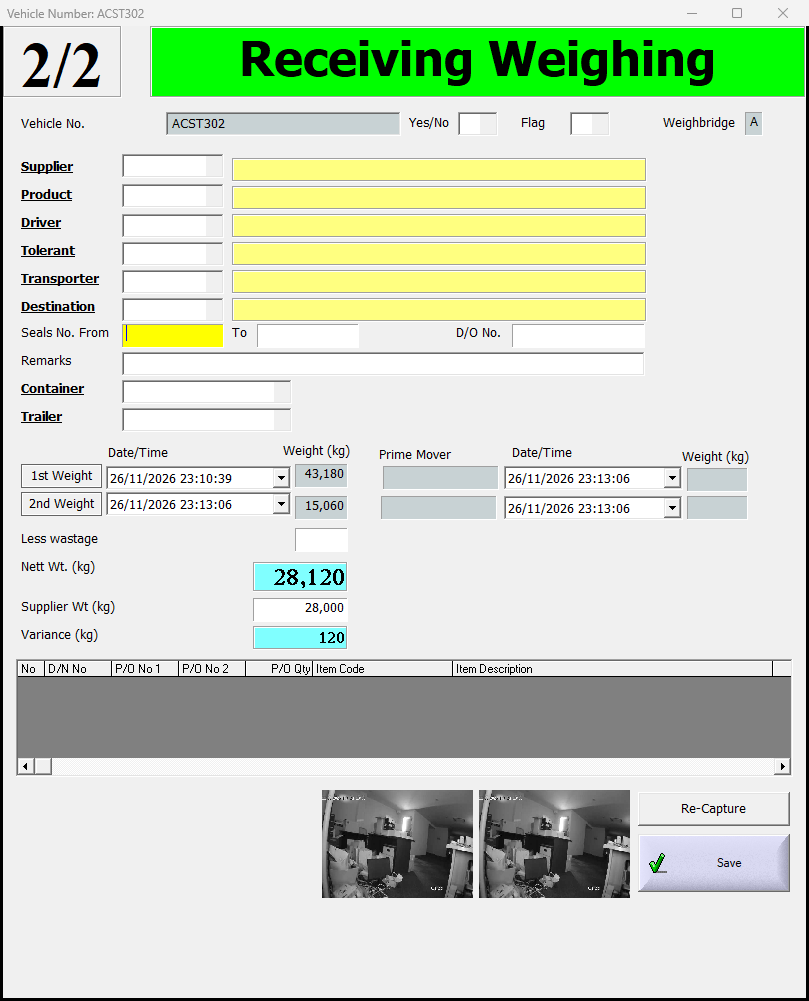 Vehicle Number: ACST302
2/2
Receiving Weighing
Vehicle No. ACST302 Yes/No Flag Weighbridge A
Supplier
Product
Driver
Tolerant
Transporter
Destination
Seals No. From To D/O No.
Remarks
Container
Trailer
Date/Time Weight (kg) Prime Mover Date/Time Weight (kg)
1st Weight 26/11/2026 23:10:39 43,180 26/11/2026 23:13:06
2nd Weight 26/11/2026 23:13:06 15,060 26/11/2026 23:13:06
Less wastage
Nett Wt. (kg) 28,120
Supplier Wt (kg) 28,000
Variance (kg) 120
No D/N No P/O No 1 P/O No 2 P/O Qty Item Code Item Description
Re-Capture
Save